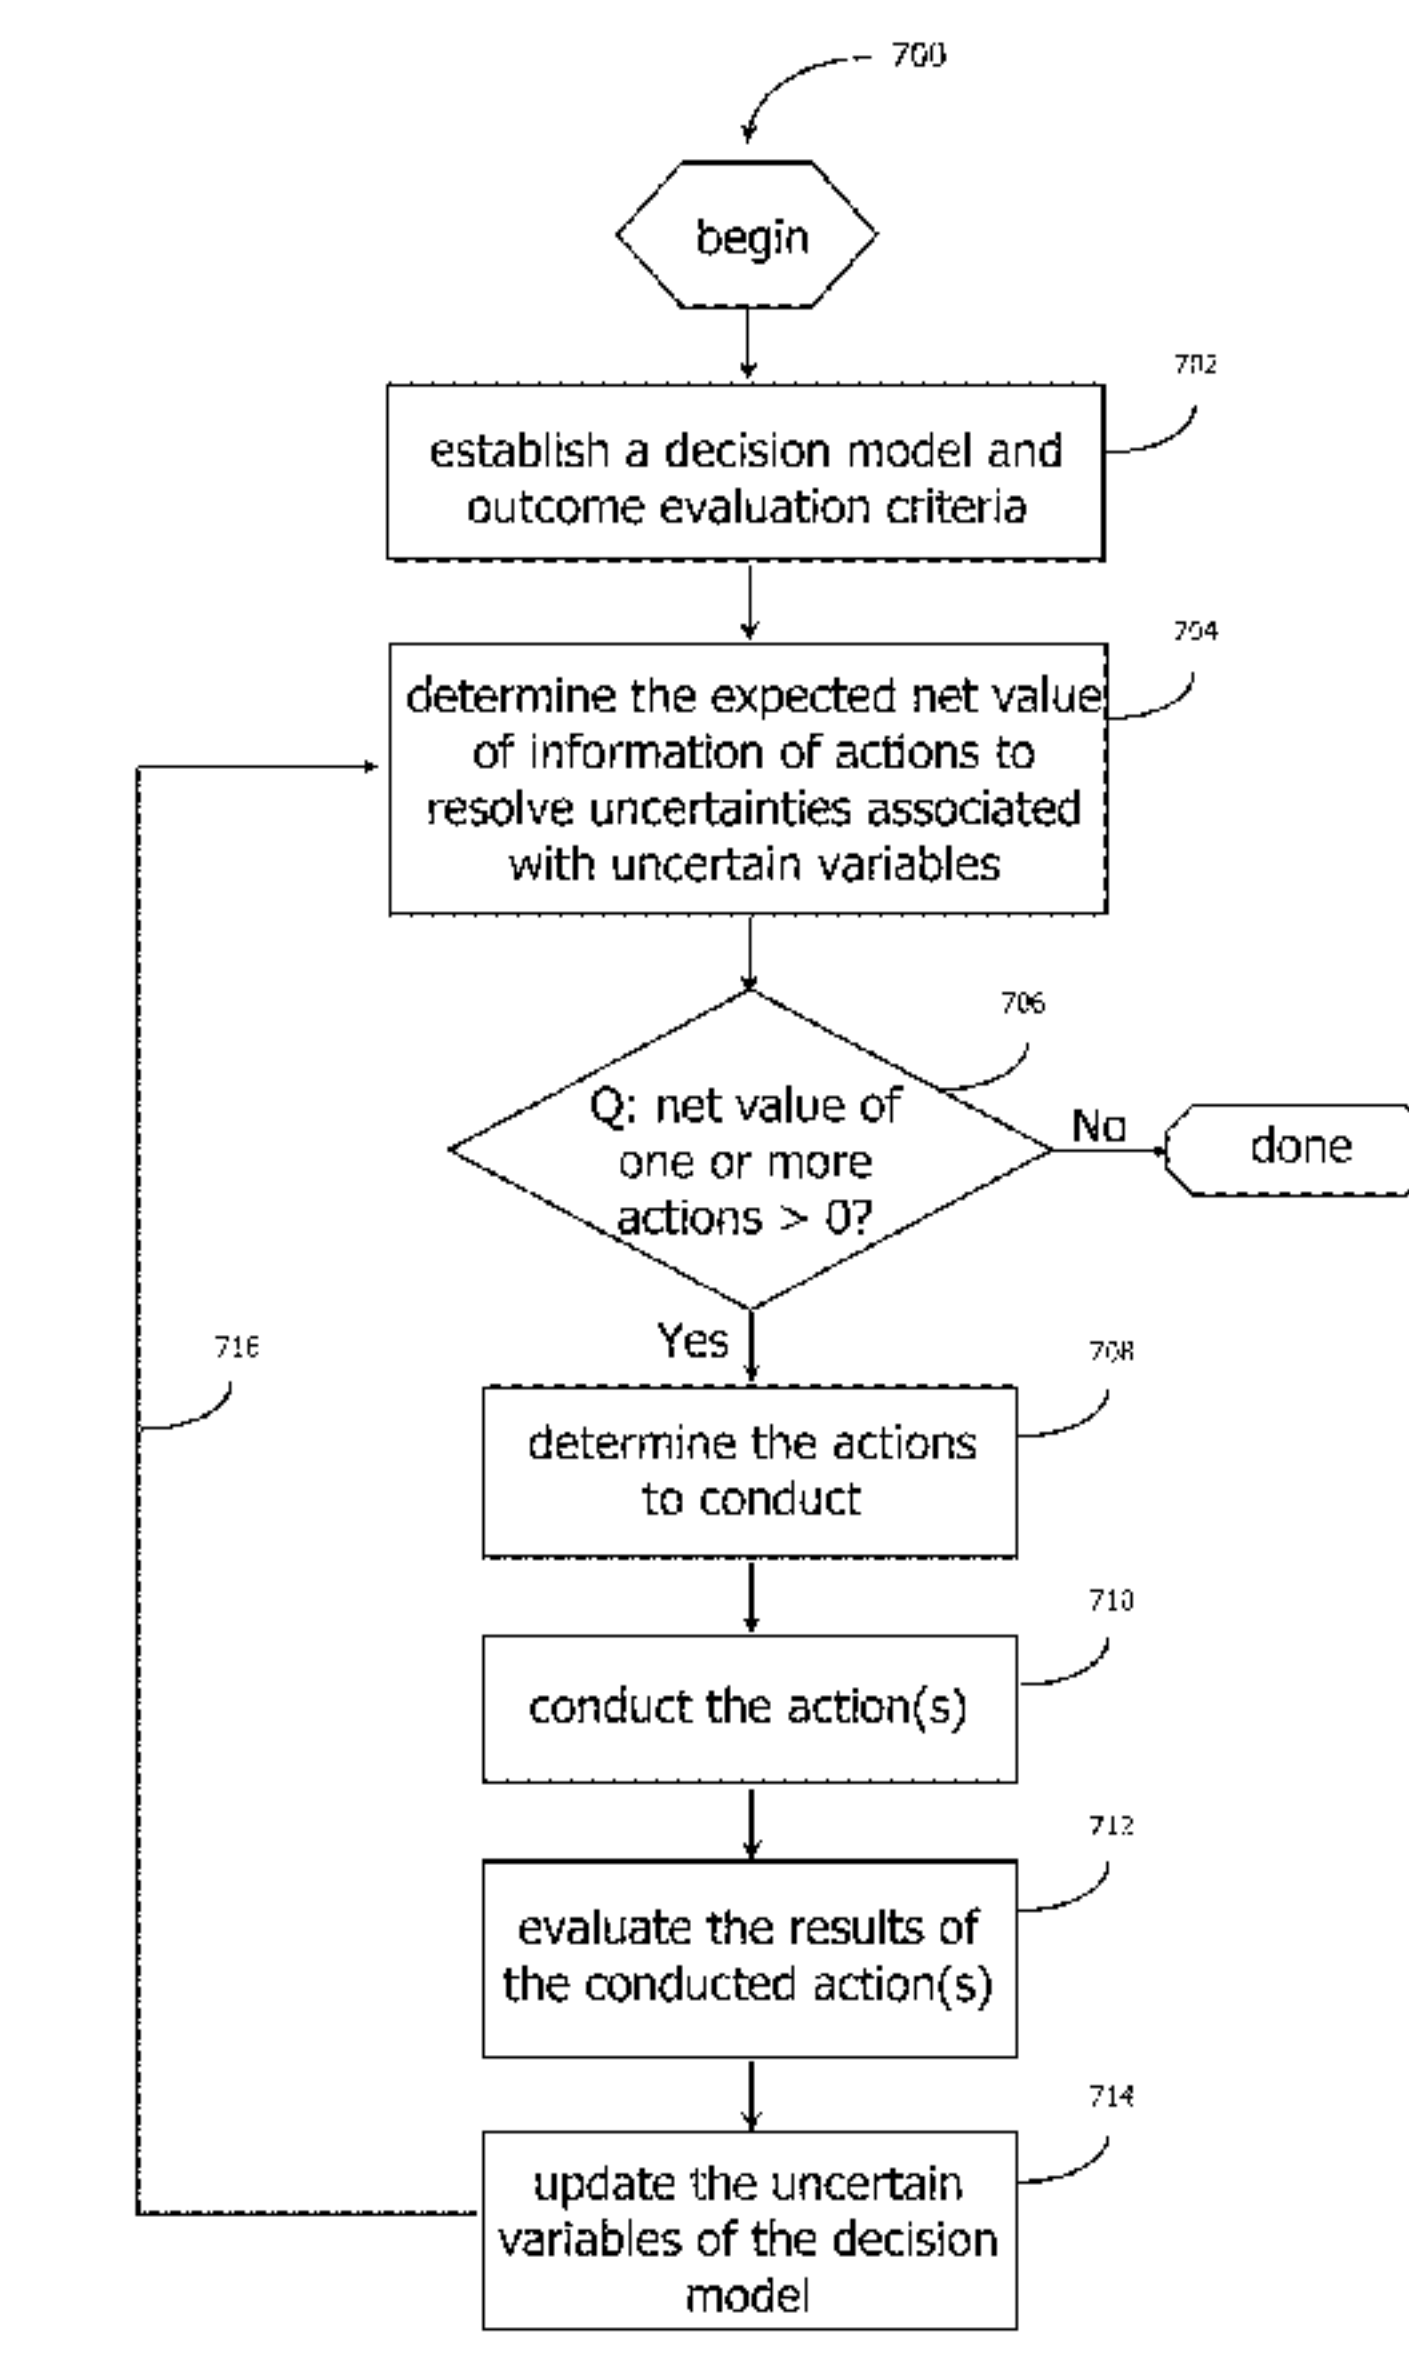 700
begin
702
establish a decision model and
outcome evaluation criteria
704
determine the expected net value
of information of actions to
resolve uncertainties associated
with uncertain variables
706
Q: net value of
one or more
actions > 0?
No
done
Yes
716
708
determine the actions
to conduct
710
conduct the action(s)
712
evaluate the results of
the conducted action(s)
714
update the uncertain
variables of the decision
model